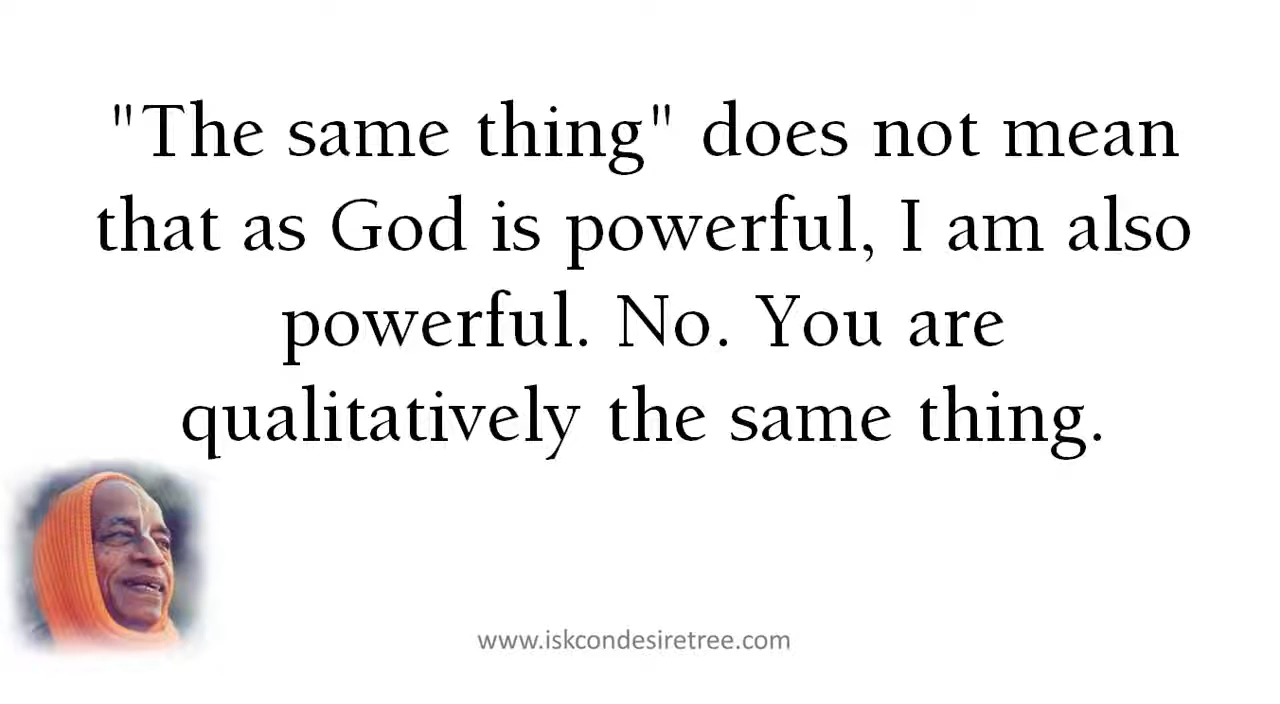 "The same thing" does not mean
that as God is powerful, I am also
powerful. No. You are
qualitatively the same thing.
www.iskcondesiretree.com